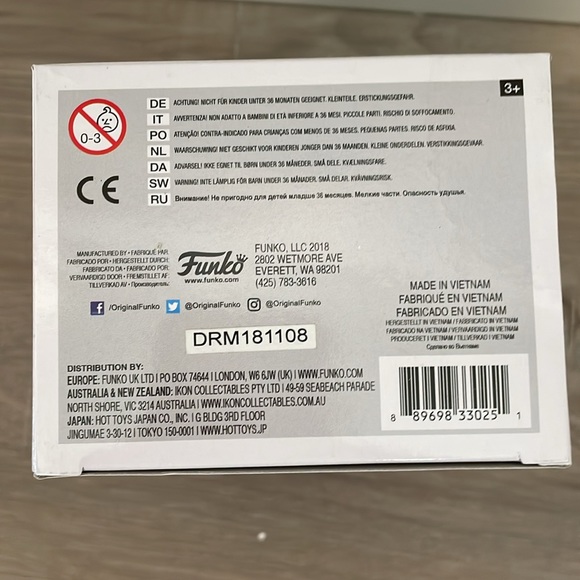 3+
0-3
DE ACHTUNG! NICHT FÜR KINDER UNTER 36 MONATEN GEEIGNET. KLEINTEILE. ERSTICKUNGSGEFAHR.
IT AVVERTENZA! NON ADATTO A BAMBINI DI ETÀ INFERIORE A 36 MESI. PICCOLE PARTI. RISCHIO DI SOFFOCAMENTO.
PO ATENÇÃO! CONTRA-INDICADO PARA CRIANÇAS COM MENOS DE 36 MESES. PEQUENAS PARTES. RISCO DE ASFIXIA.
NL WAARSCHUWING! NIET GESCHIKT VOOR KINDEREN JONGER DAN 36 MAANDEN. KLEINE ONDERDELEN. VERSTIKKINGSGEVAAR.
DA ADVARSEL! IKKE EGNET TIL BØRN UNDER 36 MÅNEDER. SMÅ DELE. KVÆLNINGSFARE.
SW VARNING! INTE LÄMPLIG FÖR BARN UNDER 36 MÅNADER. SMÅ DELAR. KVÄVNINGSRISK.
RU Внимание! Не пригодно для детей младше 36 месяцев. Мелкие части. Опасность удушья.
CE
MANUFACTURED BY • FABRIQUÉ PAR
FABRICADO POR • HERGESTELLT DURCH
FABBRICATO DA • FABRICADO POR
VERVAARDIGD DOOR • FREMSTILLET AF
TILLVERKAD AV • Производитель:
Funko
www.funko.com
FUNKO, LLC 2018
2802 WETMORE AVE
EVERETT, WA 98201
(425) 783-3616
f /OriginalFunko @OriginalFunko @OriginalFunko
DRM181108
MADE IN VIETNAM
FABRIQUÉ EN VIETNAM
FABRICADO EN VIETNAM
HERGESTELLT IN VIETNAM / FABBRICATO IN VIETNAM
FABRICADO NA VIETNAM / VERVAARDIGD IN VIETNAM
PRODUCERET I VIETNAM / TILLVERKAD I VIETNAM
Сделано во Вьетнаме
DISTRIBUTION BY:
EUROPE: FUNKO UK LTD | PO BOX 74644 | LONDON, W6 6JW (UK) | WWW.FUNKO.COM
AUSTRALIA & NEW ZEALAND: IKON COLLECTABLES PTY LTD | 49-59 SEABEACH PARADE
NORTH SHORE, VIC 3214 AUSTRALIA | WWW.IKONCOLLECTABLES.COM.AU
JAPAN: HOT TOYS JAPAN CO., INC. | G BLDG 3RD FLOOR
JINGUMAE 3-30-12 | TOKYO 150-0001 | WWW.HOTTOYS.JP
8 89698 33025 1